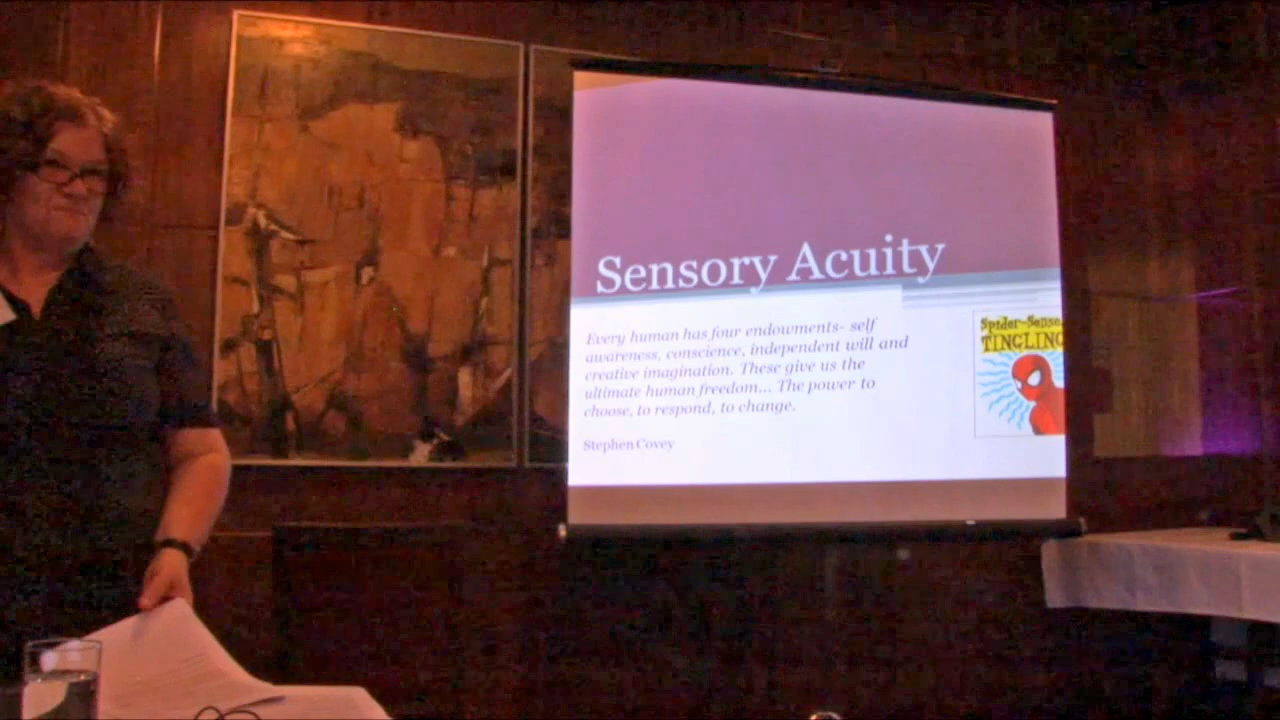 Sensory Acuity
Every human has four endowments- self
awareness, conscience, independent will and
creative imagination. These give us the
ultimate human freedom... The power to
choose, to respond, to change.
Stephen Covey
Spider-Sense
TINGLING